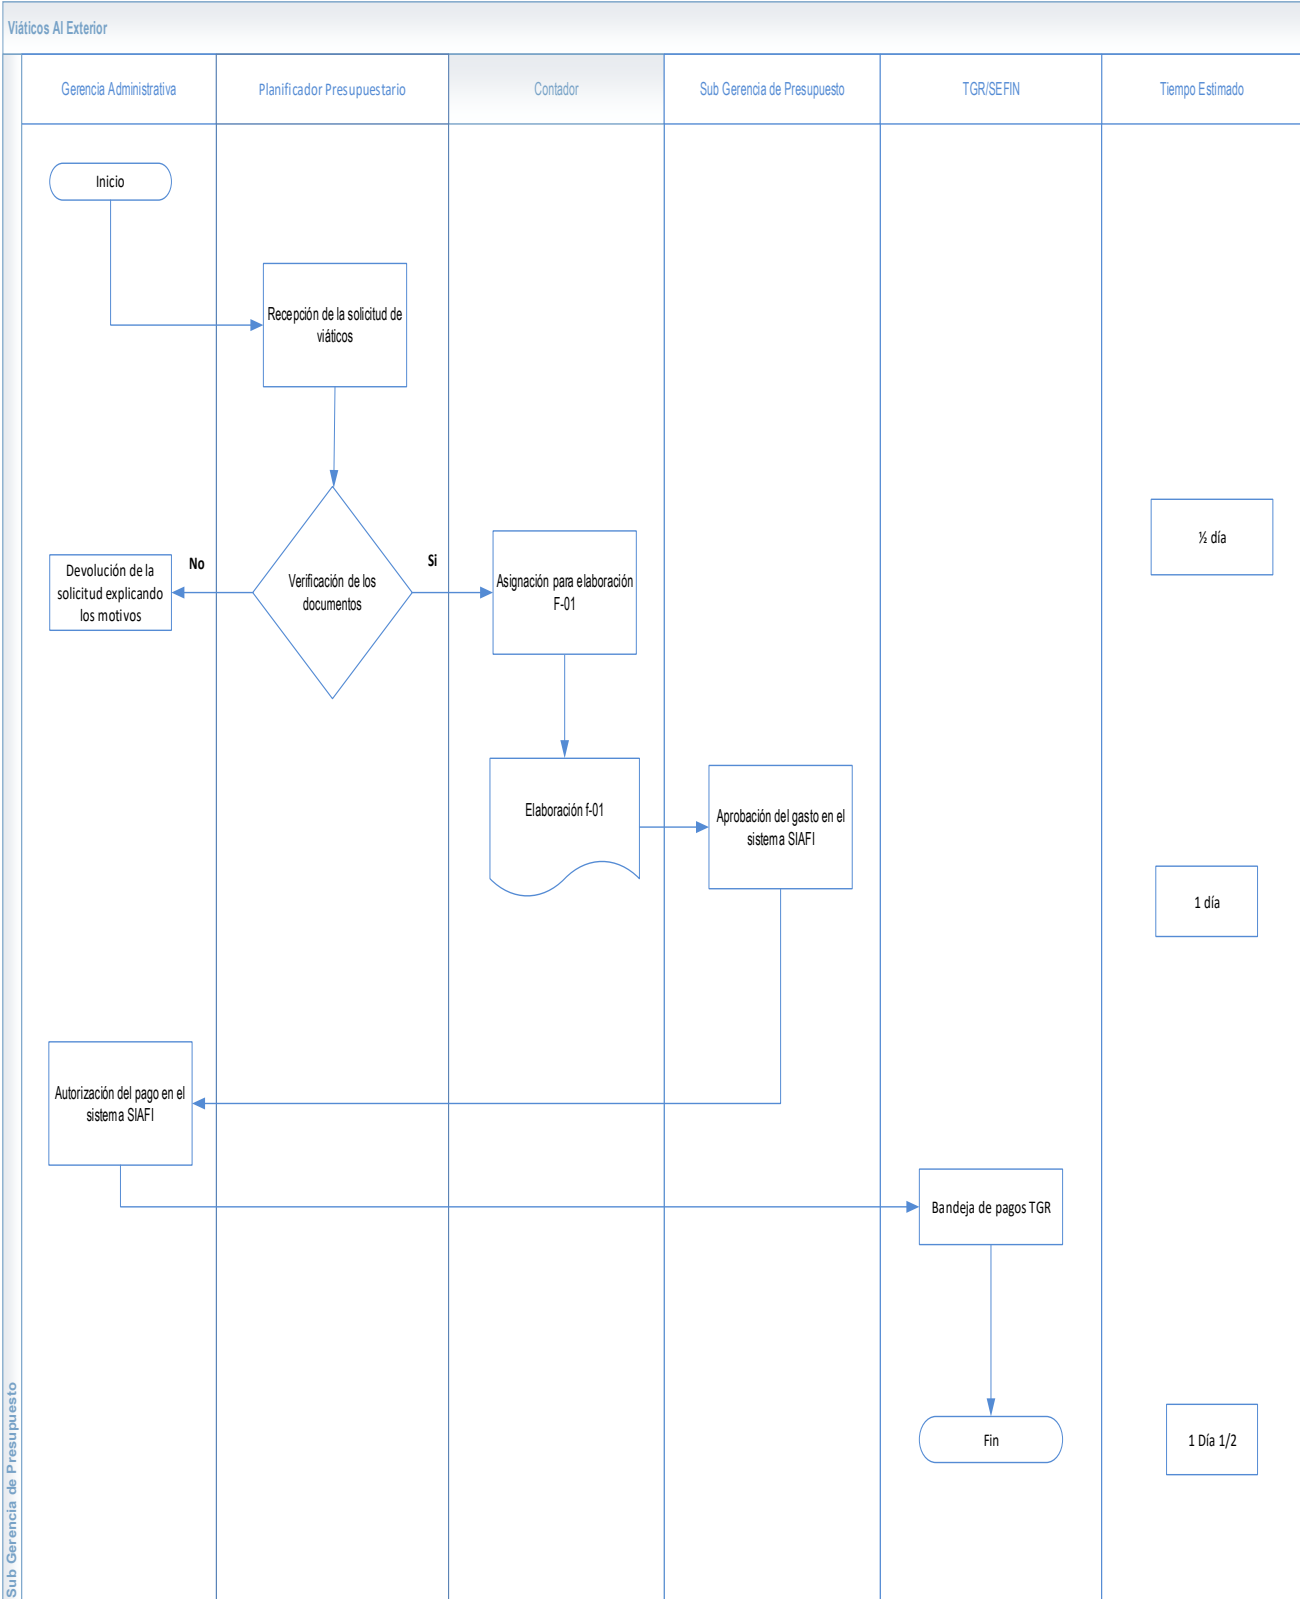 Viáticos Al Exterior
Gerencia Administrativa
Planificador Presupuestario
Contador
Sub Gerencia de Presupuesto
TGR/SEFIN
Tiempo Estimado
Inicio
Recepción de la solicitud de
viáticos
Verificación de los
documentos
No
Si
Devolución de la
solicitud explicando
los motivos
Asignación para elaboración
F-01
½ día
Elaboración f-01
Aprobación del gasto en el
sistema SIAFI
1 día
Autorización del pago en el
sistema SIAFI
Bandeja de pagos TGR
Fin
1 Día 1/2
Sub Gerencia de Presupuesto